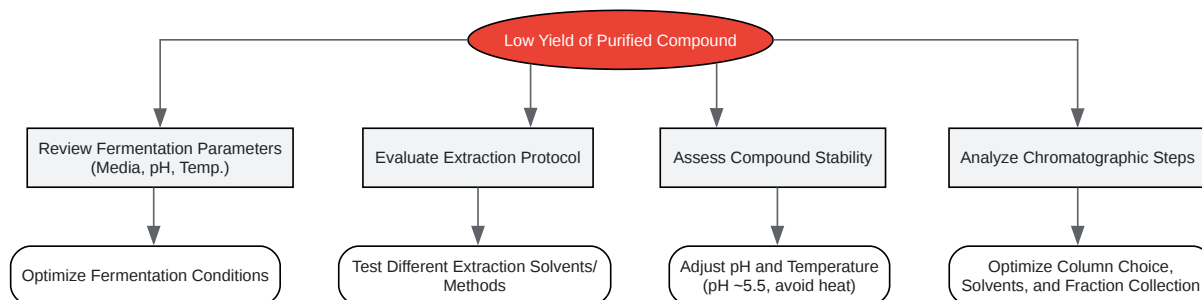 Low Yield of Purified Compound
Review Fermentation Parameters
(Media, pH, Temp.)
Evaluate Extraction Protocol
Assess Compound Stability
Analyze Chromatographic Steps
Optimize Fermentation Conditions
Test Different Extraction Solvents/
Methods
Adjust pH and Temperature
(pH ~5.5, avoid heat)
Optimize Column Choice,
Solvents, and Fraction Collection